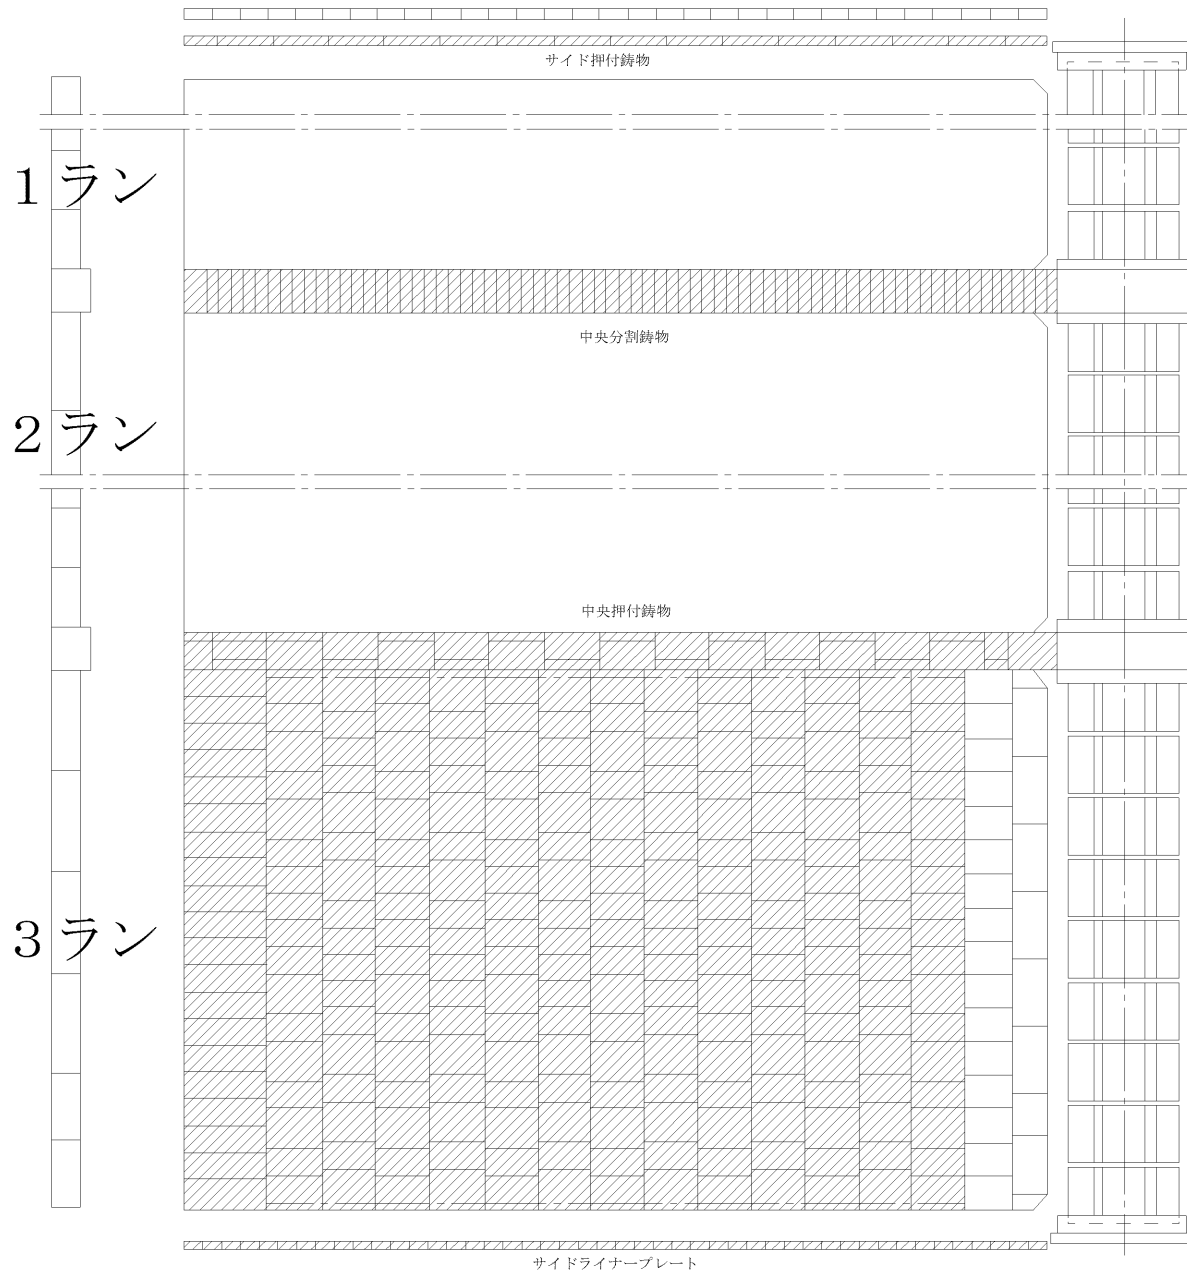 サイド押付鋳物
１ラン
中央分割鋳物
２ラン
中央押付鋳物
３ラン
サイドライナープレート